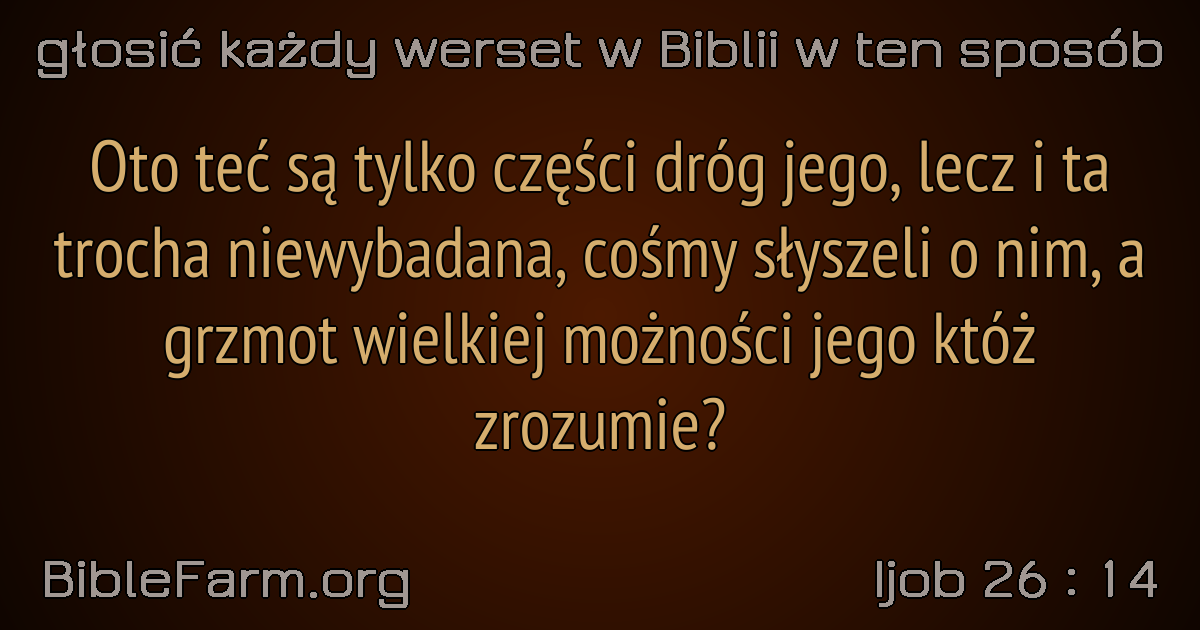 głosić każdy werset w Biblii w ten sposób
Oto teć są tylko części dróg jego, lecz i ta
trocha niewybadana, cośmy słyszeli o nim, a
grzmot wielkiej możności jego któż
zrozumie?
BibleFarm.org
Ijob 26 : 14